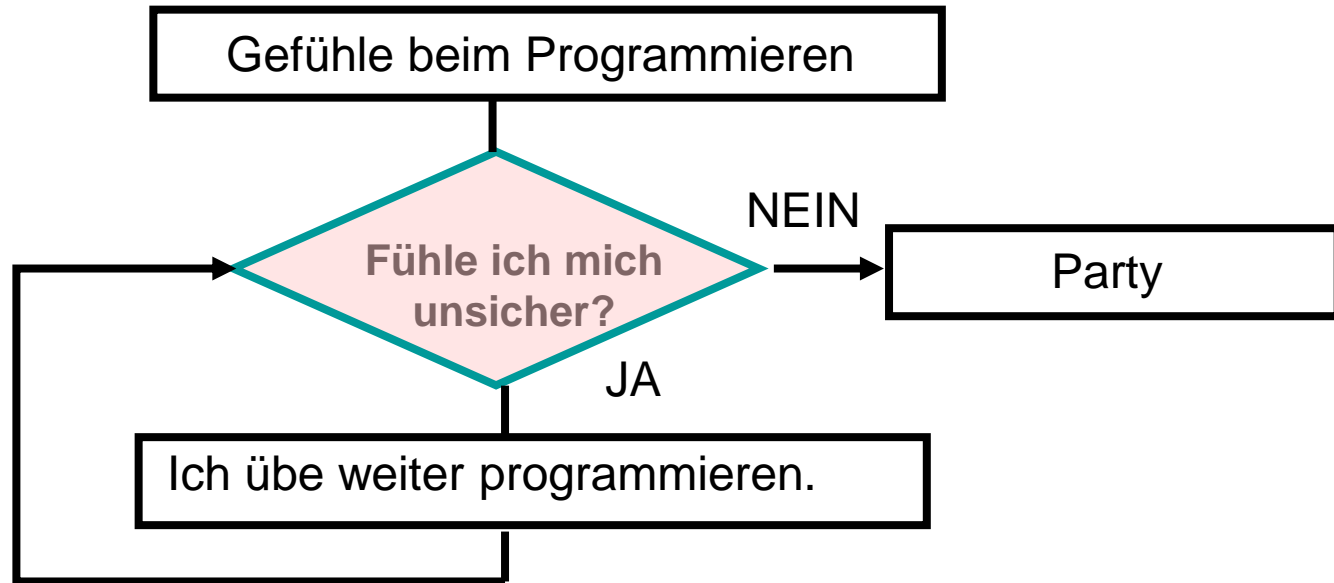 Gefühle beim Programmieren
NEIN
Fühle ich mich
unsicher?
Party
JA
Ich übe weiter programmieren.